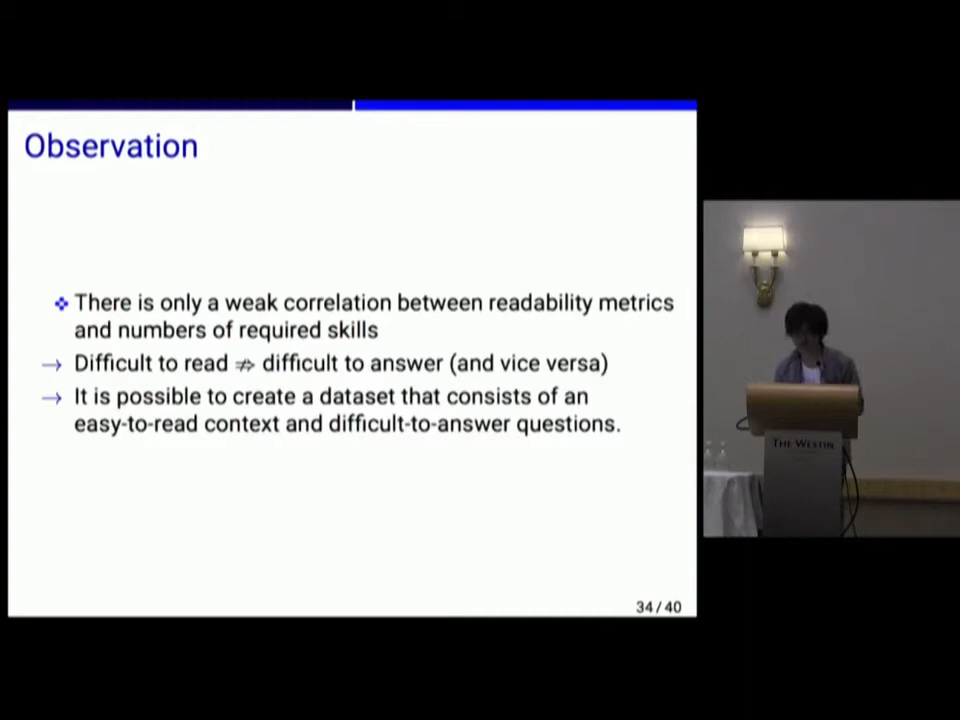 Observation
❖ There is only a weak correlation between readability metrics
and numbers of required skills
→ Difficult to read ⇏ difficult to answer (and vice versa)
→ It is possible to create a dataset that consists of an
easy-to-read context and difficult-to-answer questions.
34 / 40
THE WESTIN